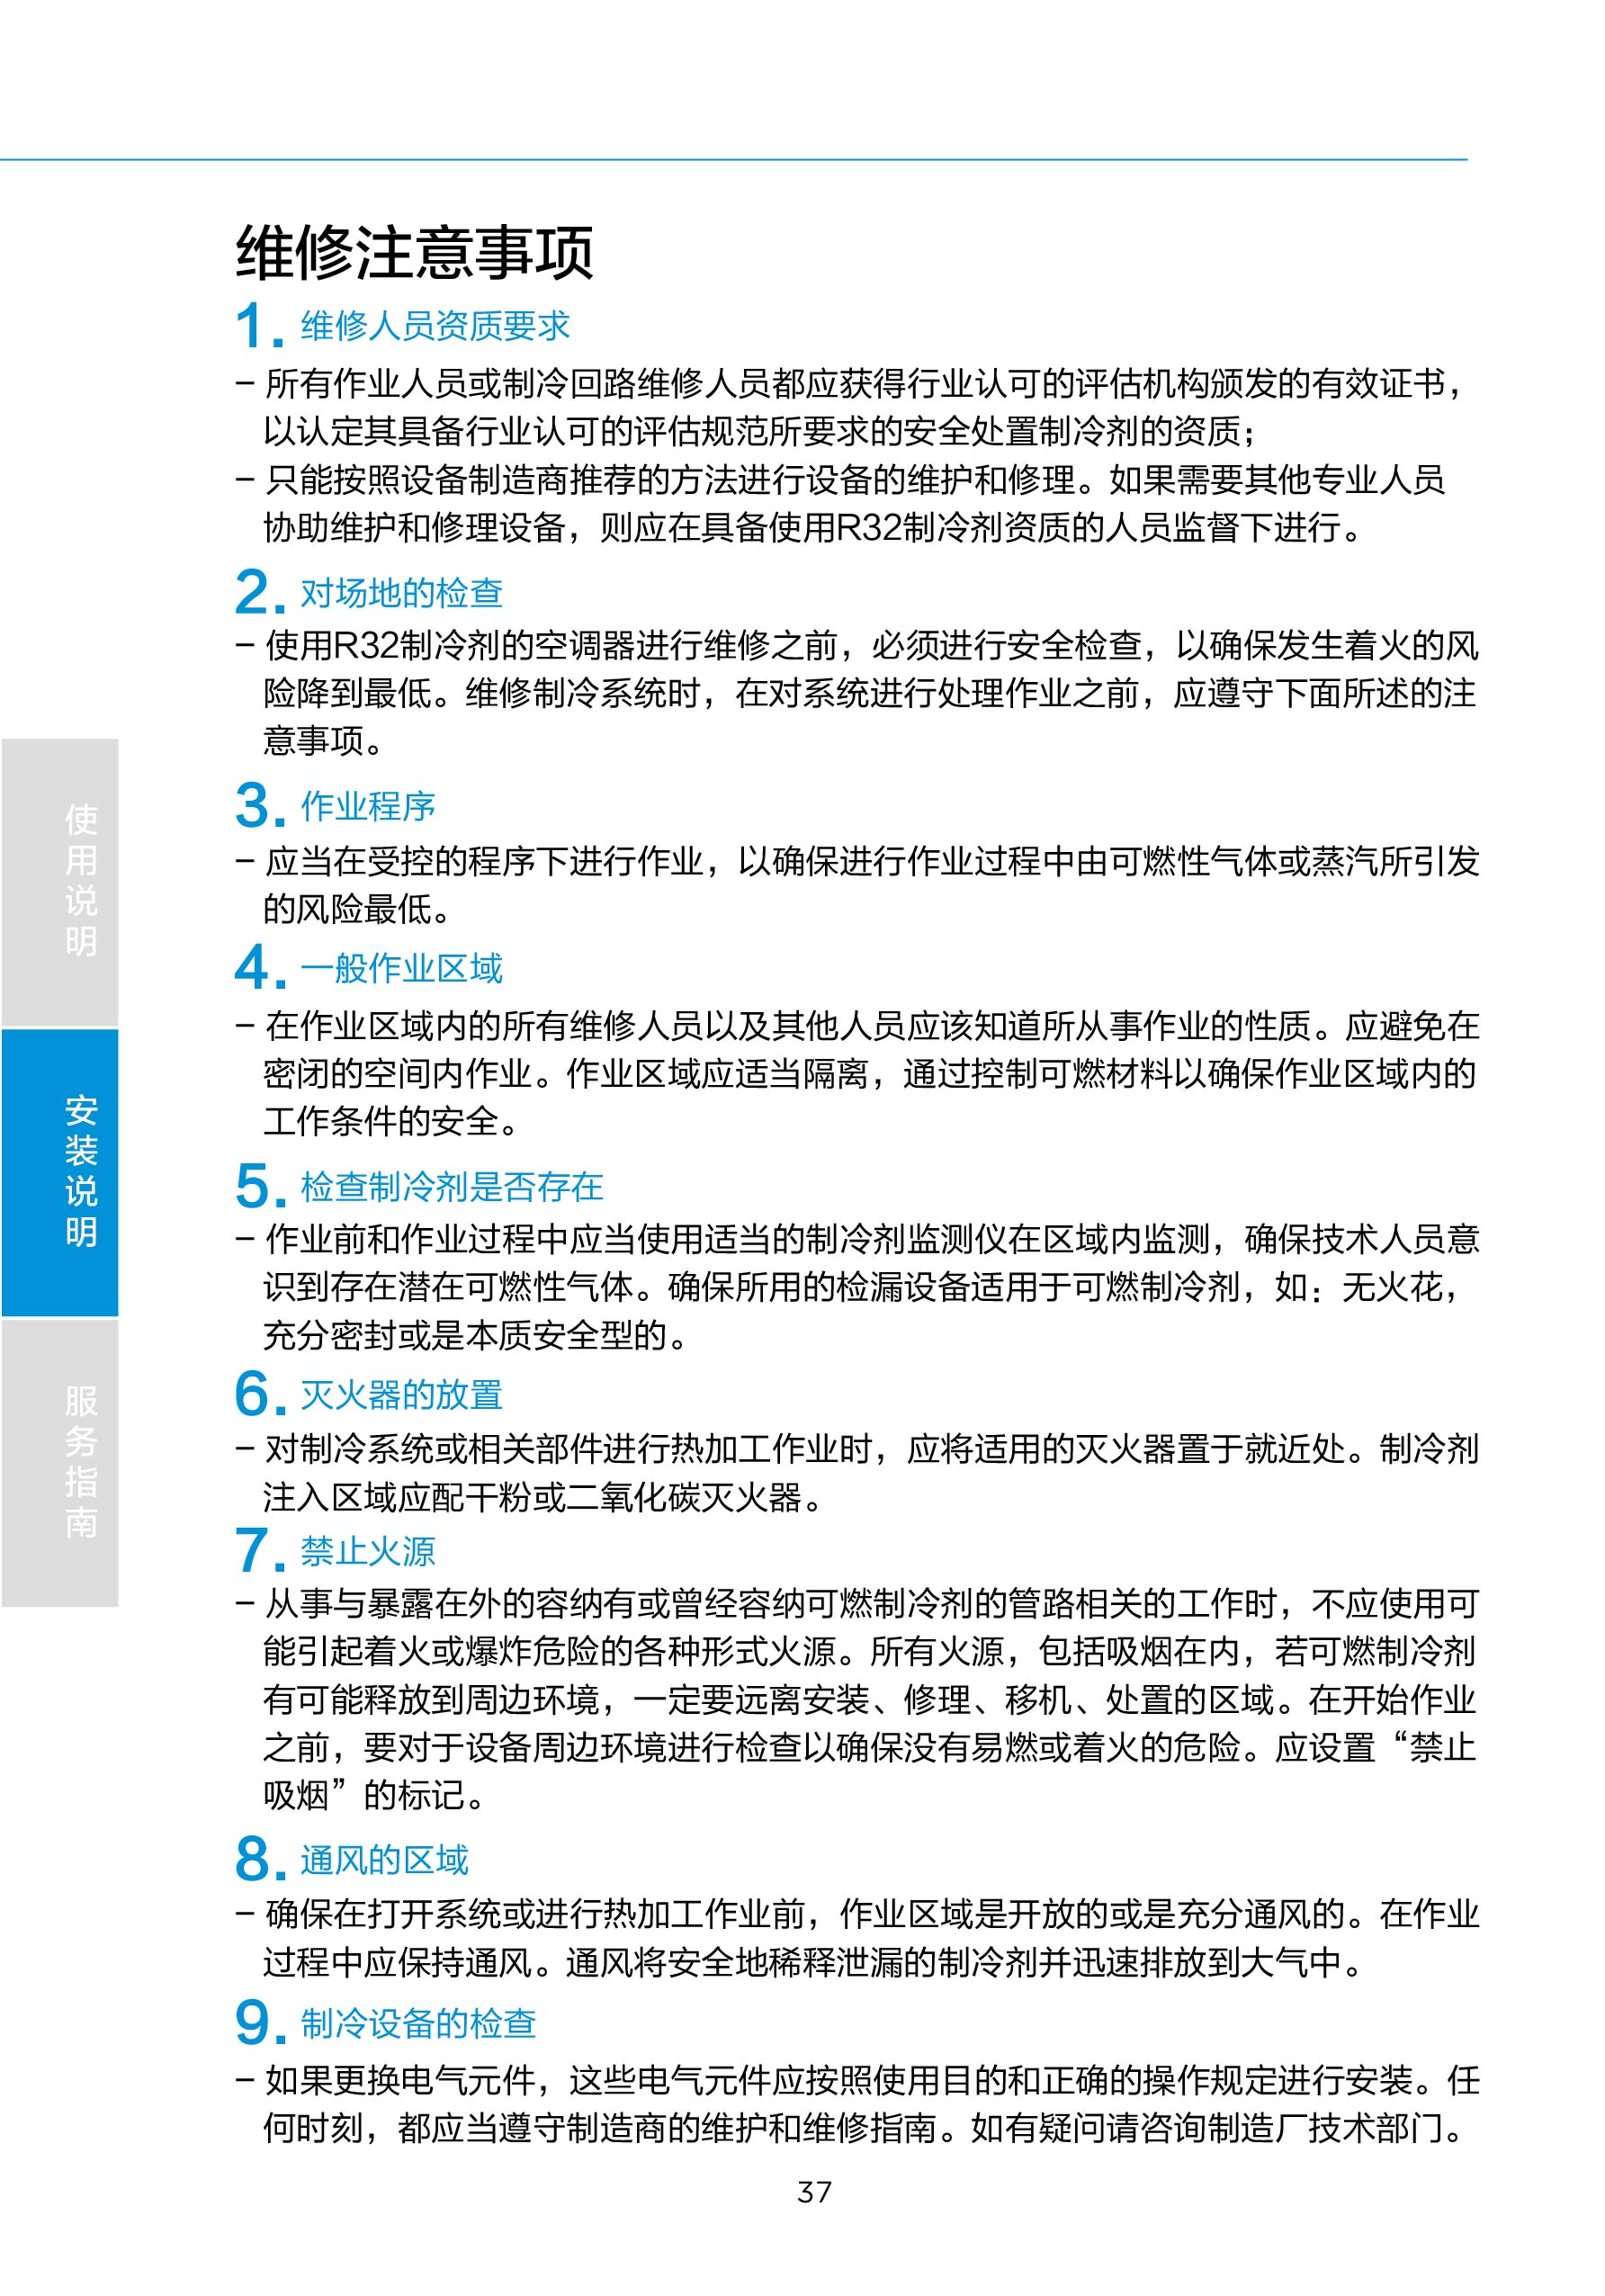 维修注意事项
1. 维修人员资质要求
– 所有作业人员或制冷回路维修人员都应获得行业认可的评估机构颁发的有效证书，
以认定其具备行业认可的评估规范所要求的安全处置制冷剂的资质；
– 只能按照设备制造商推荐的方法进行设备的维护和修理。如果需要其他专业人员
协助维护和修理设备，则应在具备使用R32制冷剂资质的人员监督下进行。
2. 对场地的检查
– 使用R32制冷剂的空调器进行维修之前，必须进行安全检查，以确保发生着火的风
险降到最低。维修制冷系统时，在对系统进行处理作业之前，应遵守下面所述的注
意事项。
3. 作业程序
– 应当在受控的程序下进行作业，以确保进行作业过程中由可燃性气体或蒸汽所引发
的风险最低。
4. 一般作业区域
– 在作业区域内的所有维修人员以及其他人员应该知道所从事作业的性质。应避免在
密闭的空间内作业。作业区域应适当隔离，通过控制可燃材料以确保作业区域内的
工作条件的安全。
5. 检查制冷剂是否存在
– 作业前和作业过程中应当使用适当的制冷剂监测仪在区域内监测，确保技术人员意
识到存在潜在可燃性气体。确保所用的检漏设备适用于可燃制冷剂，如：无火花，
充分密封或是本质安全型的。
6. 灭火器的放置
– 对制冷系统或相关部件进行热加工作业时，应将适用的灭火器置于就近处。制冷剂
注入区域应配干粉或二氧化碳灭火器。
7. 禁止火源
– 从事与暴露在外的容纳有或曾经容纳可燃制冷剂的管路相关的工作时，不应使用可
能引起着火或爆炸危险的各种形式火源。所有火源，包括吸烟在内，若可燃制冷剂
有可能释放到周边环境，一定要远离安装、修理、移机、处置的区域。在开始作业
之前，要对于设备周边环境进行检查以确保没有易燃或着火的危险。应设置“禁止
吸烟”的标记。
8. 通风的区域
– 确保在打开系统或进行热加工作业前，作业区域是开放的或是充分通风的。在作业
过程中应保持通风。通风将安全地稀释泄漏的制冷剂并迅速排放到大气中。
9. 制冷设备的检查
– 如果更换电气元件，这些电气元件应按照使用目的和正确的操作规定进行安装。任
何时刻，都应当遵守制造商的维护和维修指南。如有疑问请咨询制造厂技术部门。
使用说明
安装说明
服务指南
37